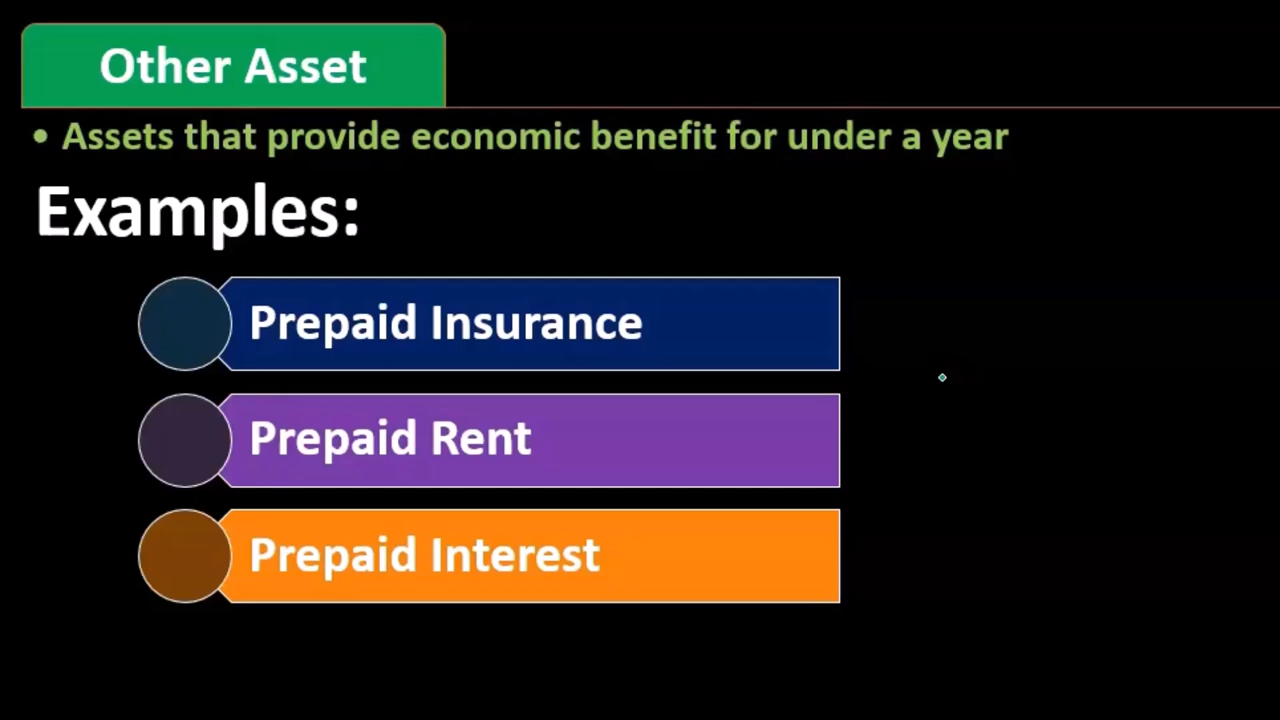 Other Asset
• Assets that provide economic benefit for under a year
Examples:
Prepaid Insurance
Prepaid Rent
Prepaid Interest